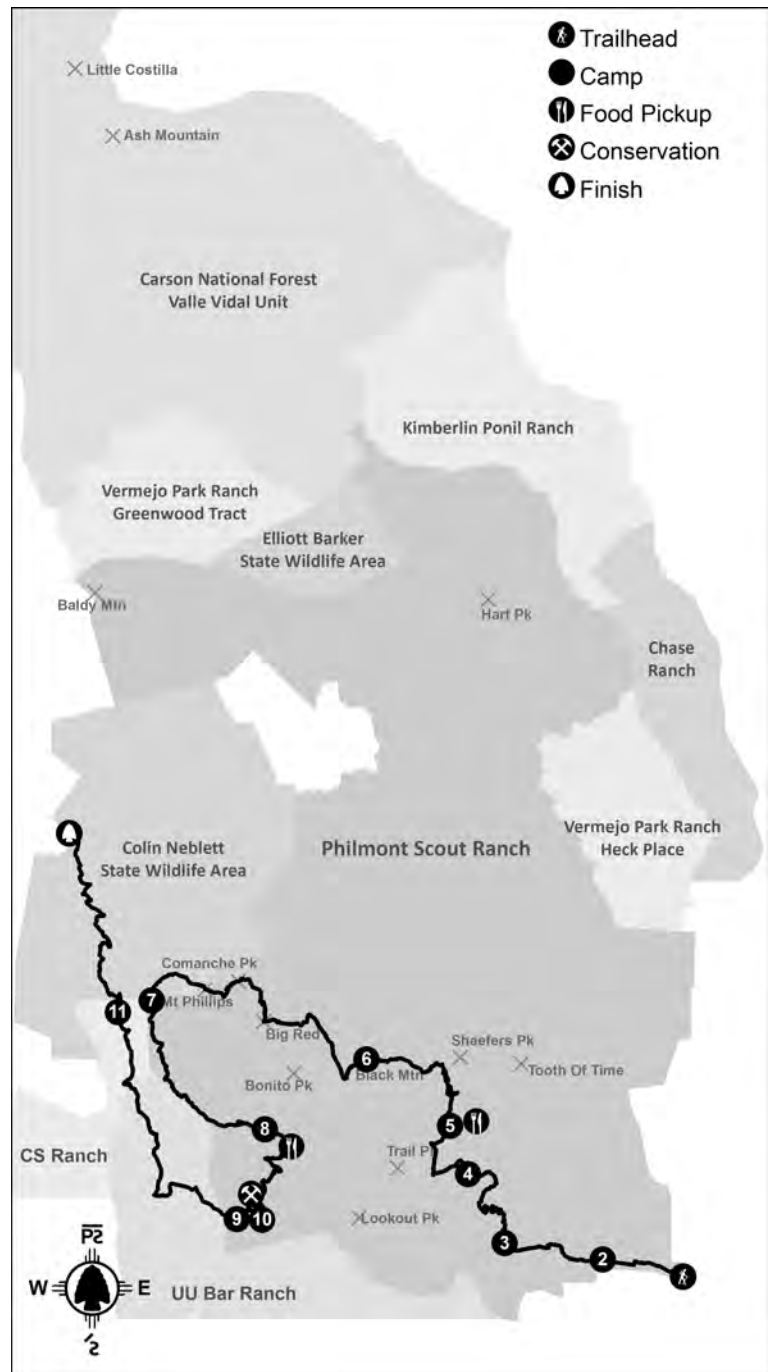 Trailhead
Camp
Food Pickup
Conservation
Finish
Little Costilla
Ash Mountain
Carson National Forest
Valle Vidal Unit
Kimberlin Ponil Ranch
Vermejo Park Ranch
Greenwood Tract
Elliott Barker
State Wildlife Area
Baldy Mtn
Hart Pk
Chase
Ranch
Colin Neblett
State Wildlife Area
Philmont Scout Ranch
Vermejo Park Ranch
Heck Place
Comanche Pk
7
Mt Phillips
11
Big Red
6
Black Mtn
Shaefers Pk
Tooth Of Time
Bonito Pk
8
5
CS Ranch
Trail P
4
9
10
Lookout Pk
3
2
W
E
UU Bar Ranch